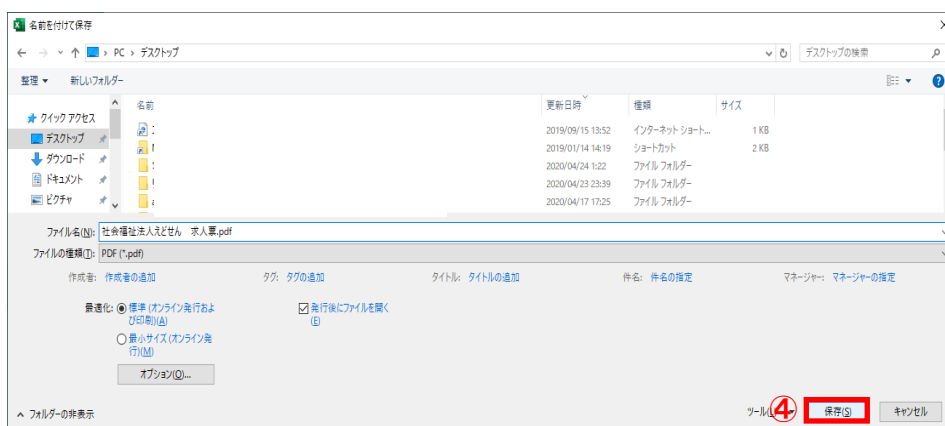 名前を付けて保存
PC › デスクトップ
デスクトップの検索
整理 ▼ 新しいフォルダー
名前 更新日時 種類 サイズ
クイック アクセス
デスクトップ
ダウンロード
ドキュメント
ピクチャ
2019/09/15 13:52 インターネット ショート... 1 KB
2019/01/14 14:19 ショートカット 2 KB
2020/04/24 1:22 ファイル フォルダー
2020/04/23 23:39 ファイル フォルダー
2020/04/17 17:25 ファイル フォルダー
ファイル名(N): 社会福祉法人えどせん　求人票.pdf
ファイルの種類(T): PDF (*.pdf)
作成者: 作成者の追加 タグ: タグの追加 タイトル: タイトルの追加 件名: 件名の指定 マネージャー: マネージャーの指定
最適化: 標準 (オンライン発行およ
び印刷)(A)
最小サイズ (オンライン発
行)(M)
発行後にファイルを開く
(E)
オプション(O)...
フォルダーの非表示
④ 保存(S) キャンセル